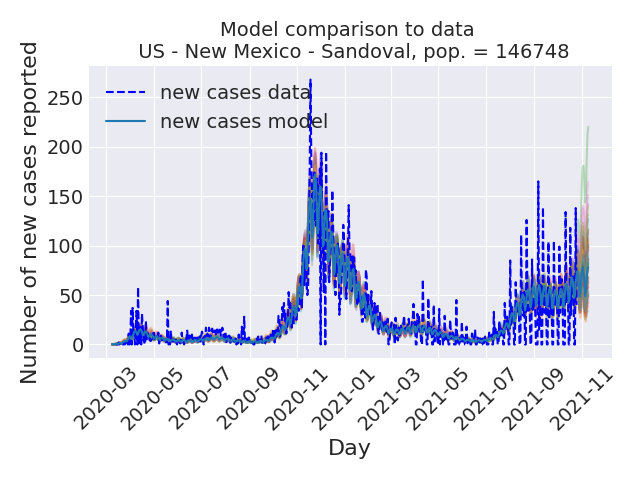 Model comparison to data
US - New Mexico - Sandoval, pop. = 146748
Number of new cases reported
250
200
150
100
50
0
new cases data
new cases model
2020-03
2020-05
2020-07
2020-09
2020-11
2021-01
2021-03
2021-05
2021-07
2021-09
2021-11
Day